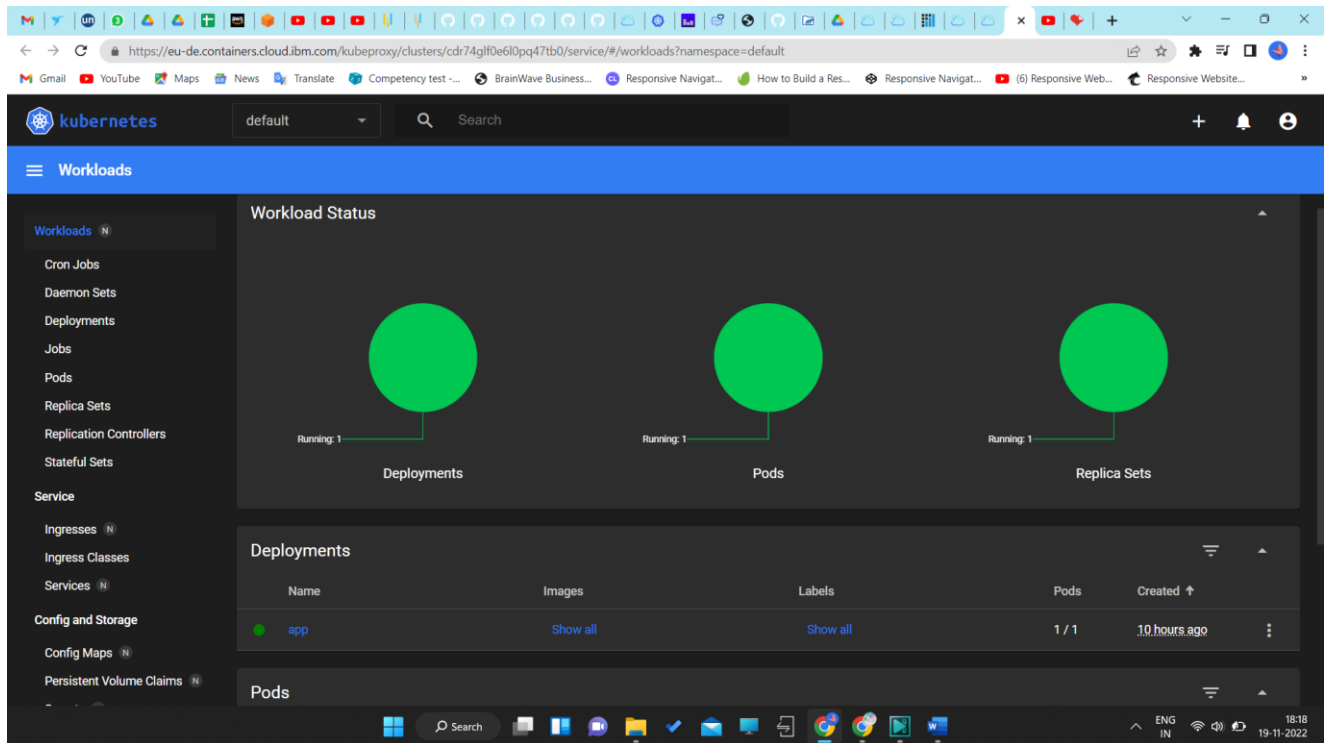 https://eu-de.containers.cloud.ibm.com/kubeproxy/clusters/cdr74glf0e6l0pq47tb0/service/#/workloads?namespace=default
Gmail YouTube Maps News Translate Competency test -... BrainWave Business... Responsive Navigat... How to Build a Res... Responsive Navigat... (6) Responsive Web... Responsive Website... »
kubernetes default Search
Workloads
Workload Status
Workloads N
Cron Jobs
Daemon Sets
Deployments
Jobs
Pods
Replica Sets
Replication Controllers
Stateful Sets
Service
Ingresses N
Ingress Classes
Services N
Config and Storage
Config Maps N
Persistent Volume Claims N
Running: 1 Running: 1 Running: 1
Deployments Pods Replica Sets
Deployments
Name Images Labels Pods Created
app Show all Show all 1 / 1 10 hours ago
Pods
Search
ENG
IN
18:18
19-11-2022